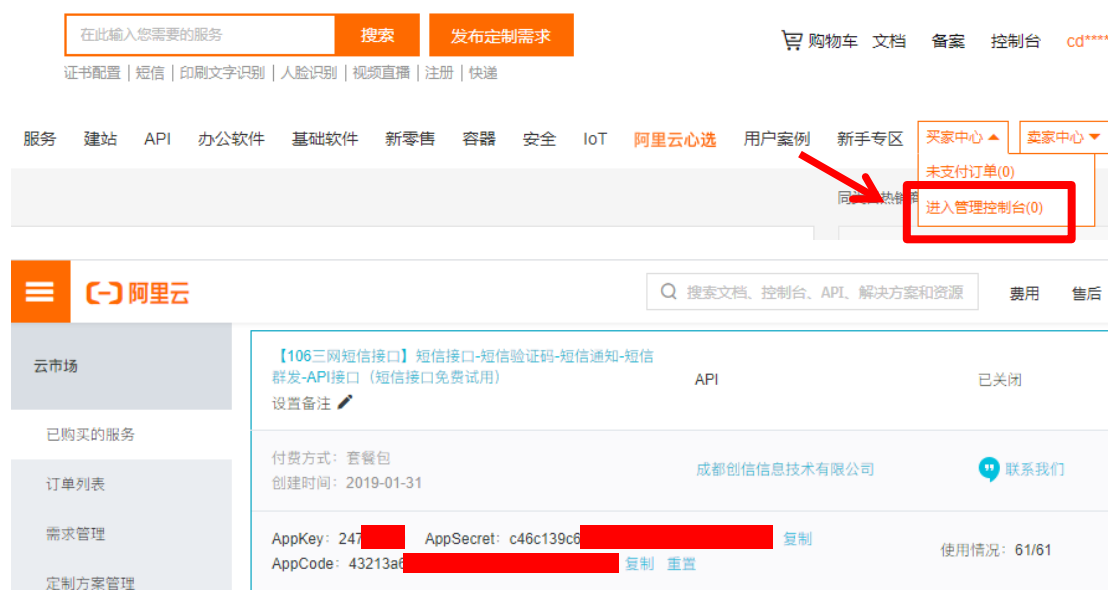 在此输入您需要的服务 搜索 发布定制需求 购物车 文档 备案 控制台 cd****
证书配置 | 短信 | 印刷文字识别 | 人脸识别 | 视频直播 | 注册 | 快递
服务 建站 API 办公软件 基础软件 新零售 容器 安全 IoT 阿里云心选 用户案例 新手专区 买家中心 卖家中心
未支付订单(0)
进入管理控制台(0)
阿里云 搜索文档、控制台、API、解决方案和资源 费用 售后
云市场
【106三网短信接口】短信接口-短信验证码-短信通知-短信
群发-API接口（短信接口免费试用） API 已关闭
设置备注
已购买的服务
付费方式：套餐包
创建时间：2019-01-31
成都创信信息技术有限公司 联系我们
订单列表
需求管理
AppKey：247 AppSecret：c46c139c6 复制
AppCode：43213a6 复制 重置
使用情况：61/61
定制方案管理